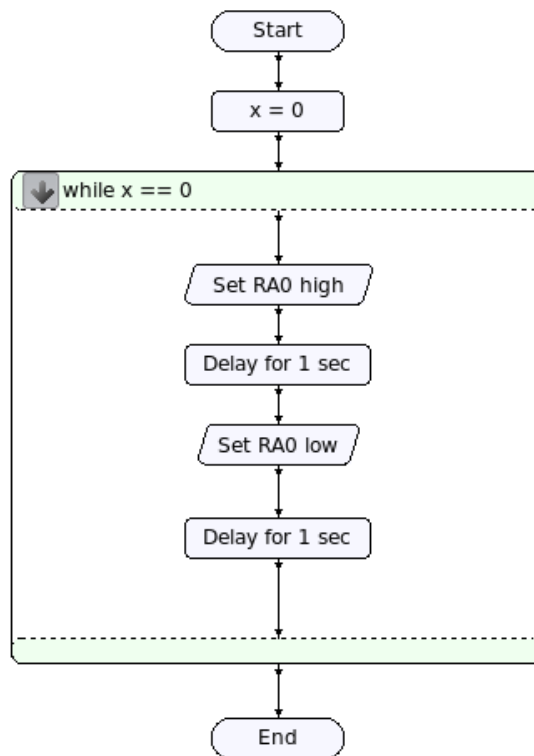 Start
x = 0
while x == 0
Set RA0 high
Delay for 1 sec
Set RA0 low
Delay for 1 sec
End